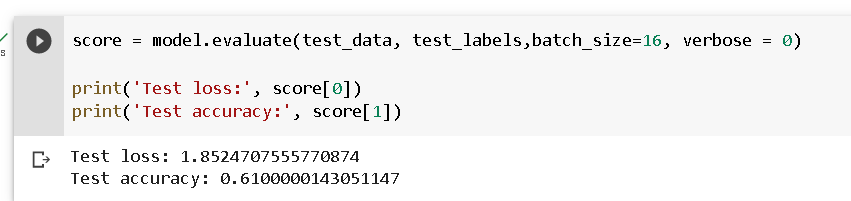 score = model.evaluate(test_data, test_labels,batch_size=16, verbose = 0)
print('Test loss:', score[0])
print('Test accuracy:', score[1])
Test loss: 1.8524707555770874
Test accuracy: 0.6100000143051147